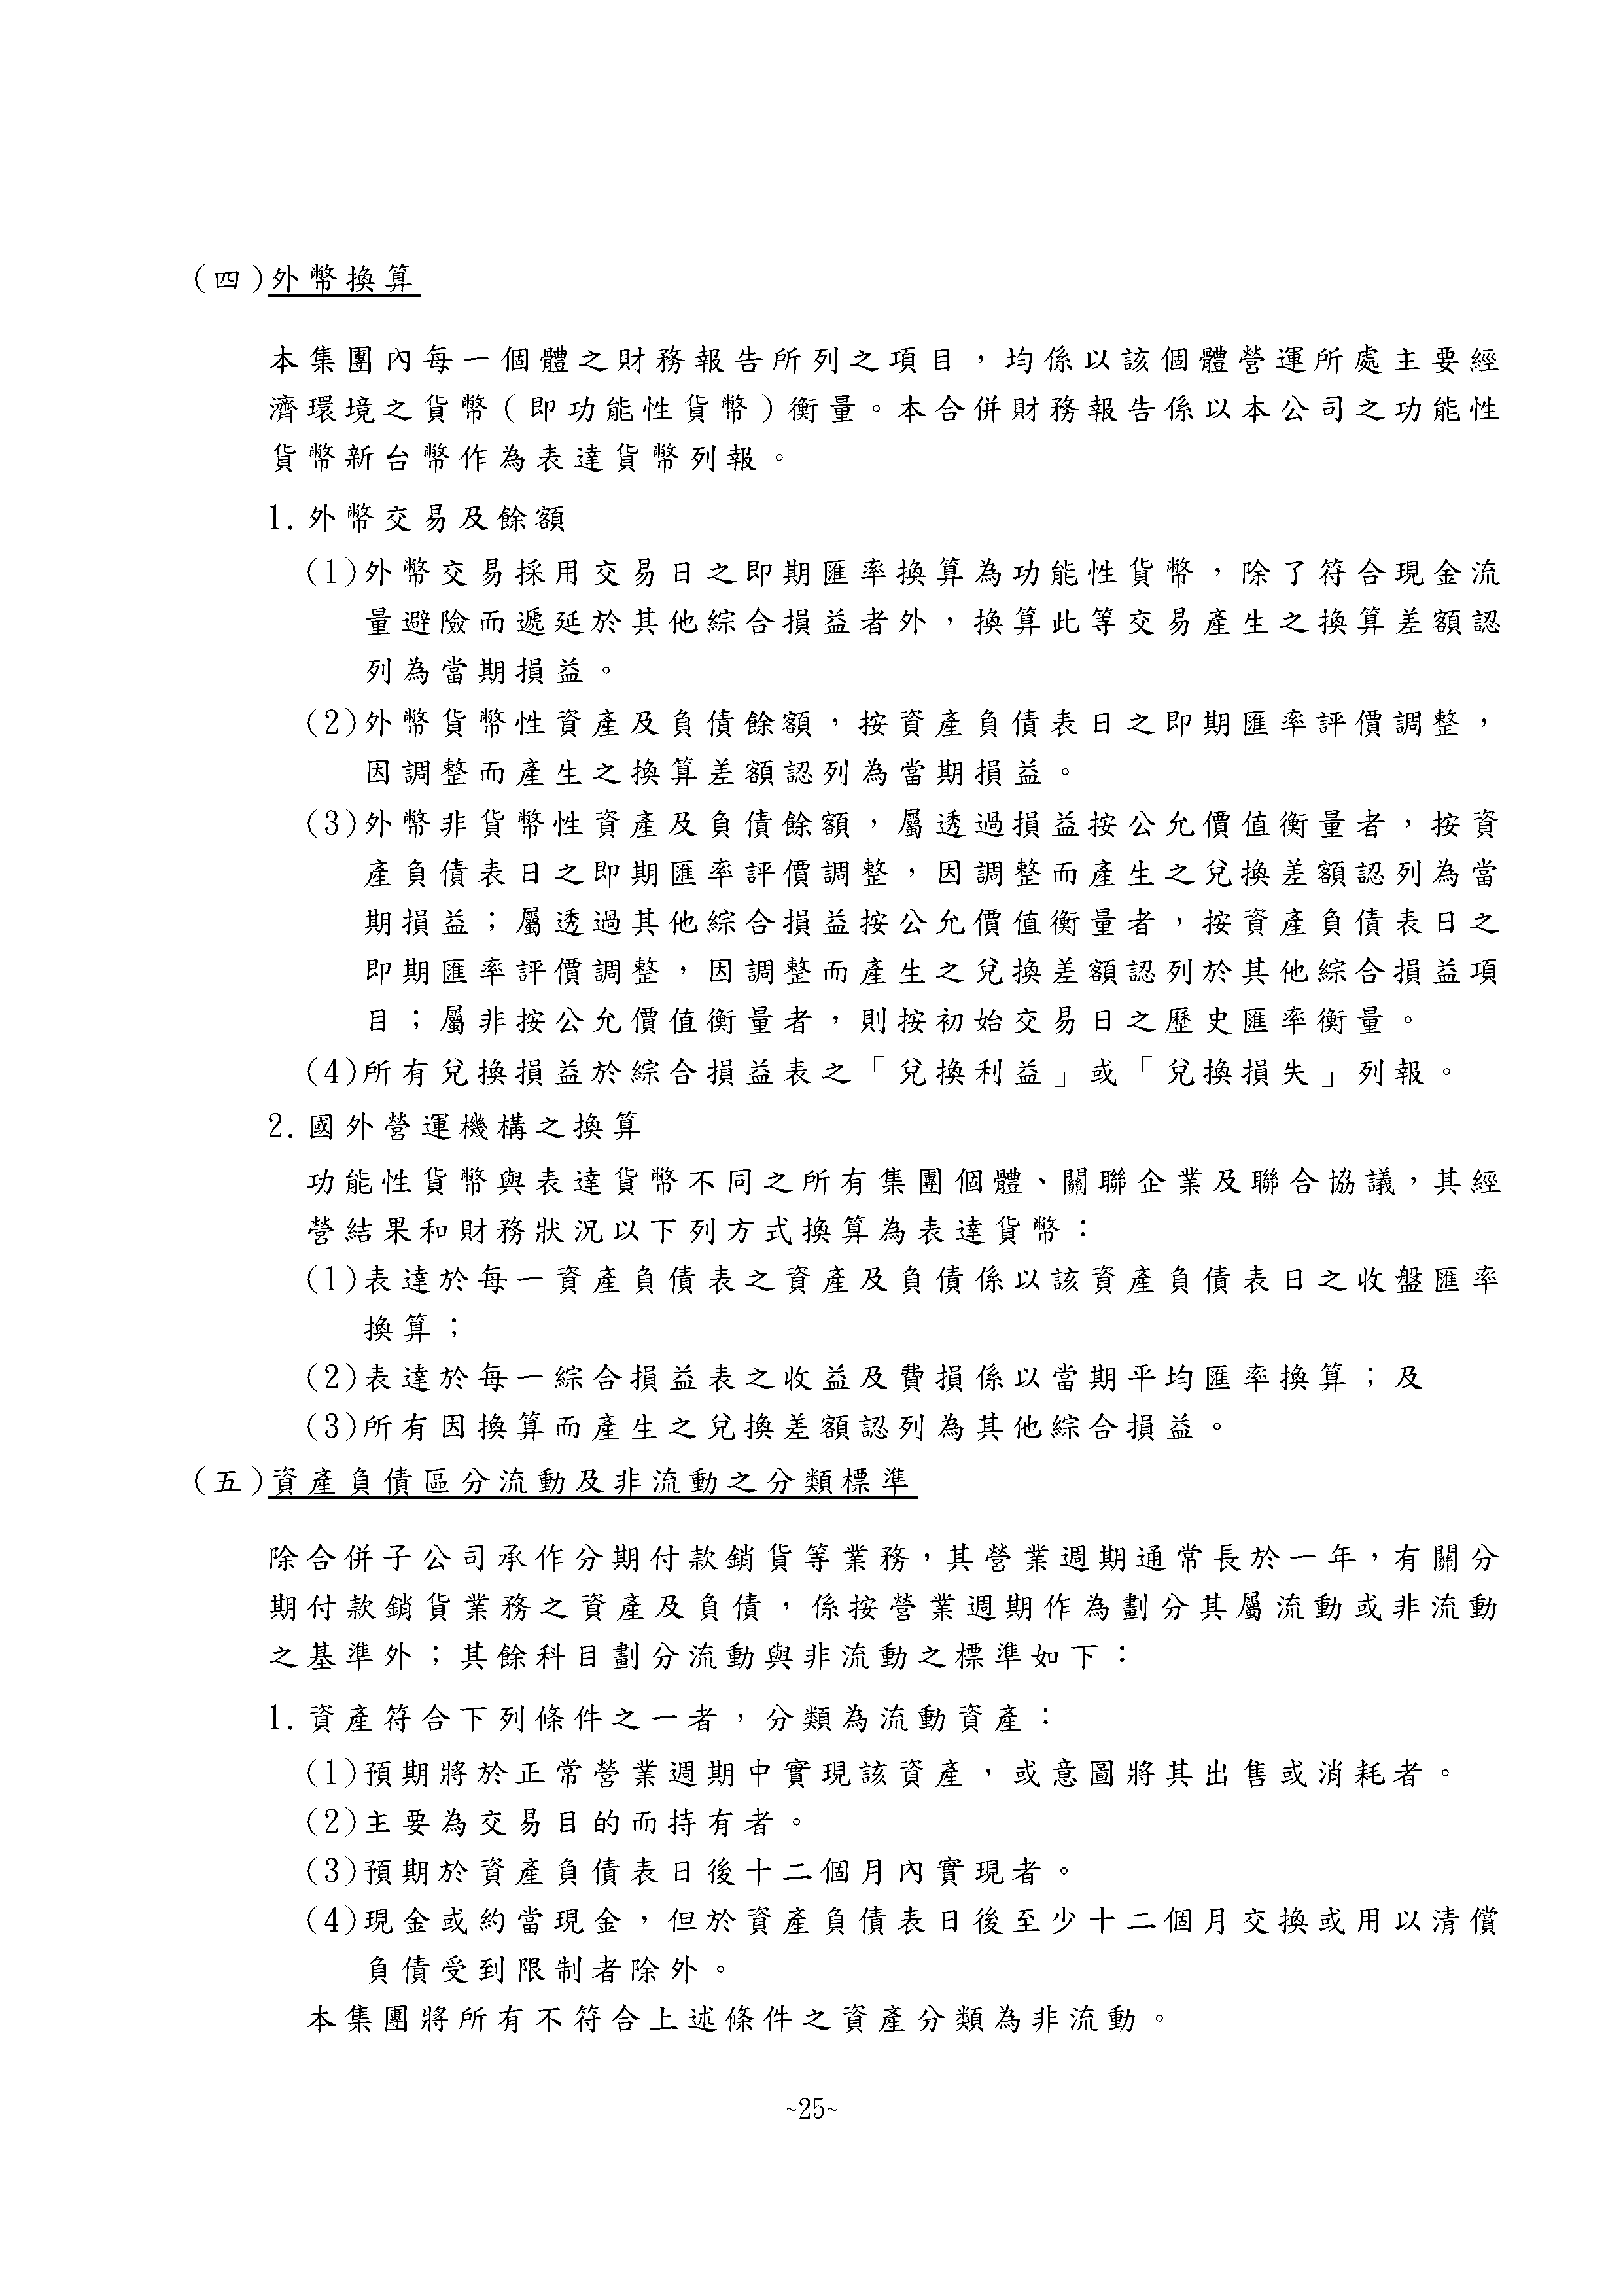 (四)外幣換算
本集團內每一個體之財務報告所列之項目，均係以該個體營運所處主要經
濟環境之貨幣(即功能性貨幣)衡量。本合併財務報告係以本公司之功能性
貨幣新台幣作為表達貨幣列報。
1.外幣交易及餘額
(1)外幣交易採用交易日之即期匯率換算為功能性貨幣，除了符合現金流
量避險而遞延於其他綜合損益者外，換算此等交易產生之換算差額認
列為當期損益。
(2)外幣貨幣性資產及負債餘額，按資產負債表日之即期匯率評價調整，
因調整而產生之換算差額認列為當期損益。
(3)外幣非貨幣性資產及負債餘額，屬透過損益按公允價值衡量者，按資
產負債表日之即期匯率評價調整，因調整而產生之兌換差額認列為當
期損益；屬透過其他綜合損益按公允價值衡量者，按資產負債表日之
即期匯率評價調整，因調整而產生之兌換差額認列於其他綜合損益項
目；屬非按公允價值衡量者，則按初始交易日之歷史匯率衡量。
(4)所有兌換損益於綜合損益表之「兌換利益」或「兌換損失」列報。
2.國外營運機構之換算
功能性貨幣與表達貨幣不同之所有集團個體、關聯企業及聯合協議，其經
營結果和財務狀況以下列方式換算為表達貨幣：
(1)表達於每一資產負債表之資產及負債係以該資產負債表日之收盤匯率
換算；
(2)表達於每一綜合損益表之收益及費損係以當期平均匯率換算；及
(3)所有因換算而產生之兌換差額認列為其他綜合損益。
(五)資產負債區分流動及非流動之分類標準
除合併子公司承作分期付款銷貨等業務，其營業週期通常長於一年，有關分
期付款銷貨業務之資產及負債，係按營業週期作為劃分其屬流動或非流動
之基準外；其餘科目劃分流動與非流動之標準如下：
1.資產符合下列條件之一者，分類為流動資產：
(1)預期將於正常營業週期中實現該資產，或意圖將其出售或消耗者。
(2)主要為交易目的而持有者。
(3)預期於資產負債表日後十二個月內實現者。
(4)現金或約當現金，但於資產負債表日後至少十二個月交換或用以清償
負債受到限制者除外。
本集團將所有不符合上述條件之資產分類為非流動。
~25~